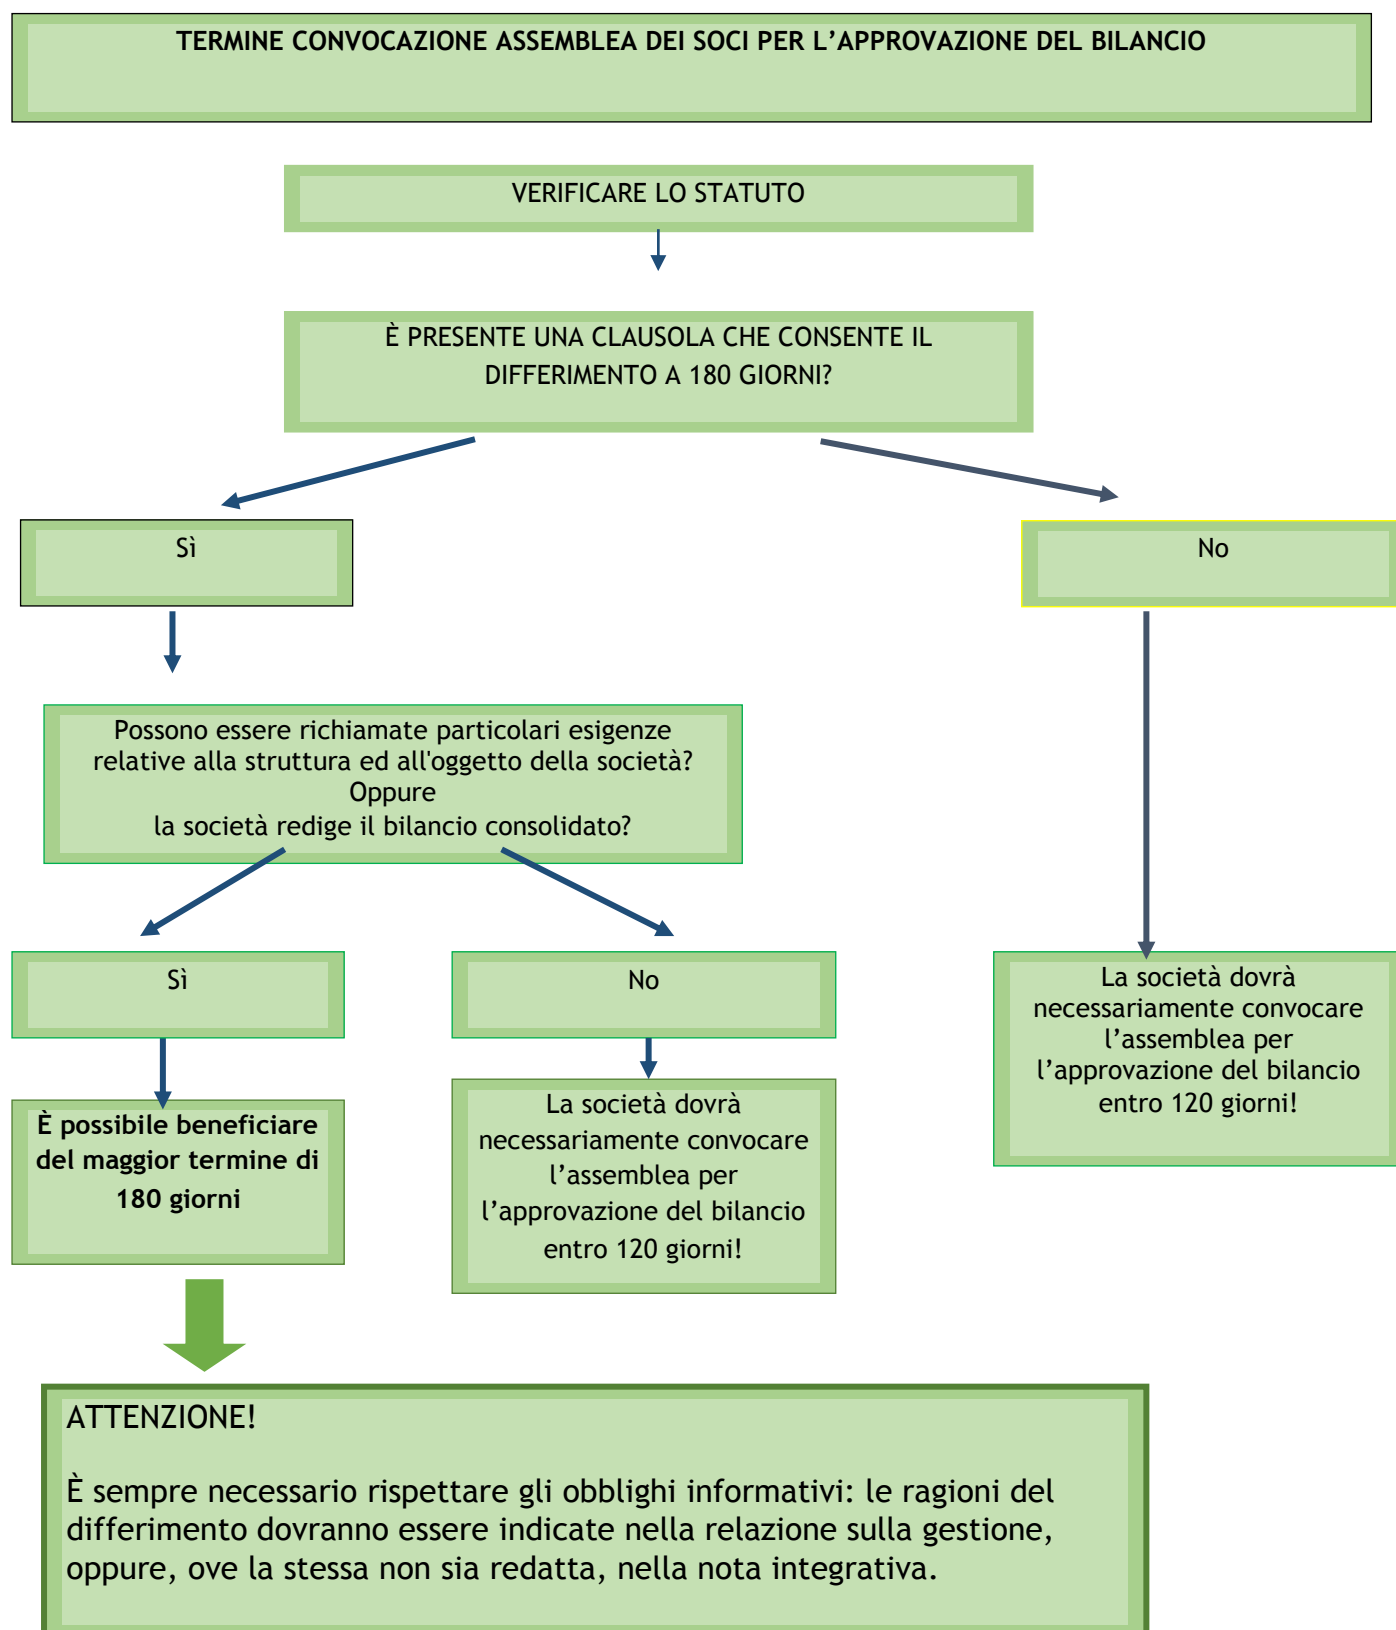 TERMINE CONVOCAZIONE ASSEMBLEA DEI SOCI PER L’APPROVAZIONE DEL BILANCIO
VERIFICARE LO STATUTO
È PRESENTE UNA CLAUSOLA CHE CONSENTE IL
DIFFERIMENTO A 180 GIORNI?
Sì
No
Possono essere richiamate particolari esigenze
relative alla struttura ed all'oggetto della società?
Oppure
la società redige il bilancio consolidato?
Sì
No
La società dovrà
necessariamente convocare
l’assemblea per
l’approvazione del bilancio
entro 120 giorni!
È possibile beneficiare
del maggior termine di
180 giorni
La società dovrà
necessariamente convocare
l’assemblea per
l’approvazione del bilancio
entro 120 giorni!
ATTENZIONE!
È sempre necessario rispettare gli obblighi informativi: le ragioni del
differimento dovranno essere indicate nella relazione sulla gestione,
oppure, ove la stessa non sia redatta, nella nota integrativa.